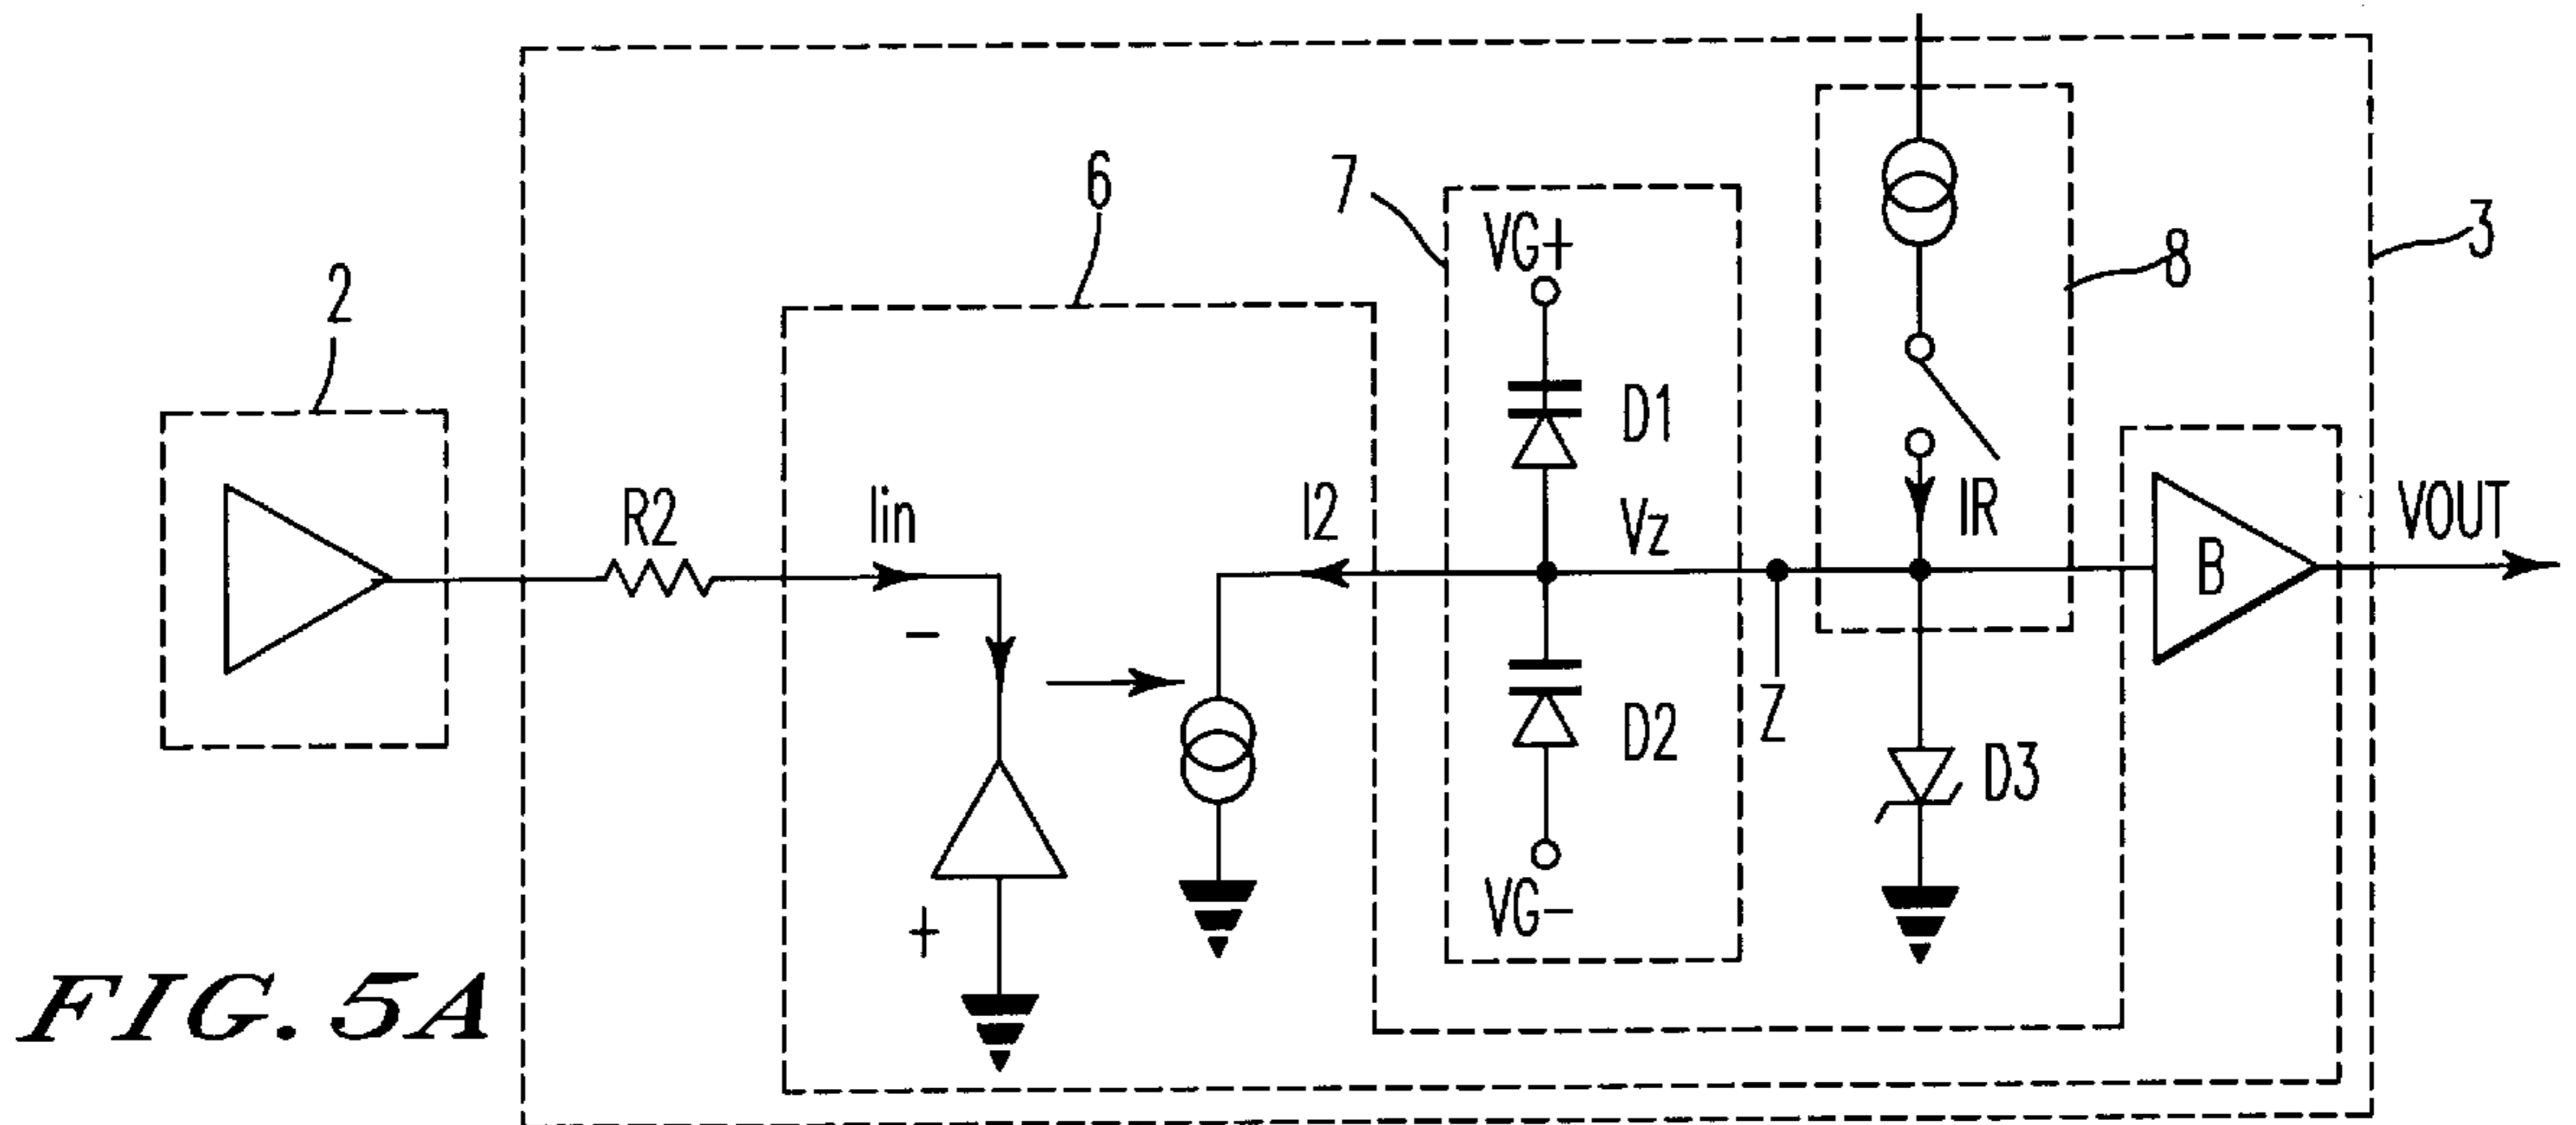 6
7
VG+
8
3
2
D1
R2
Iin
I2
Vz
IR
B
VOUT
−
D2
Z
D3
VG−
+
FIG. 5A